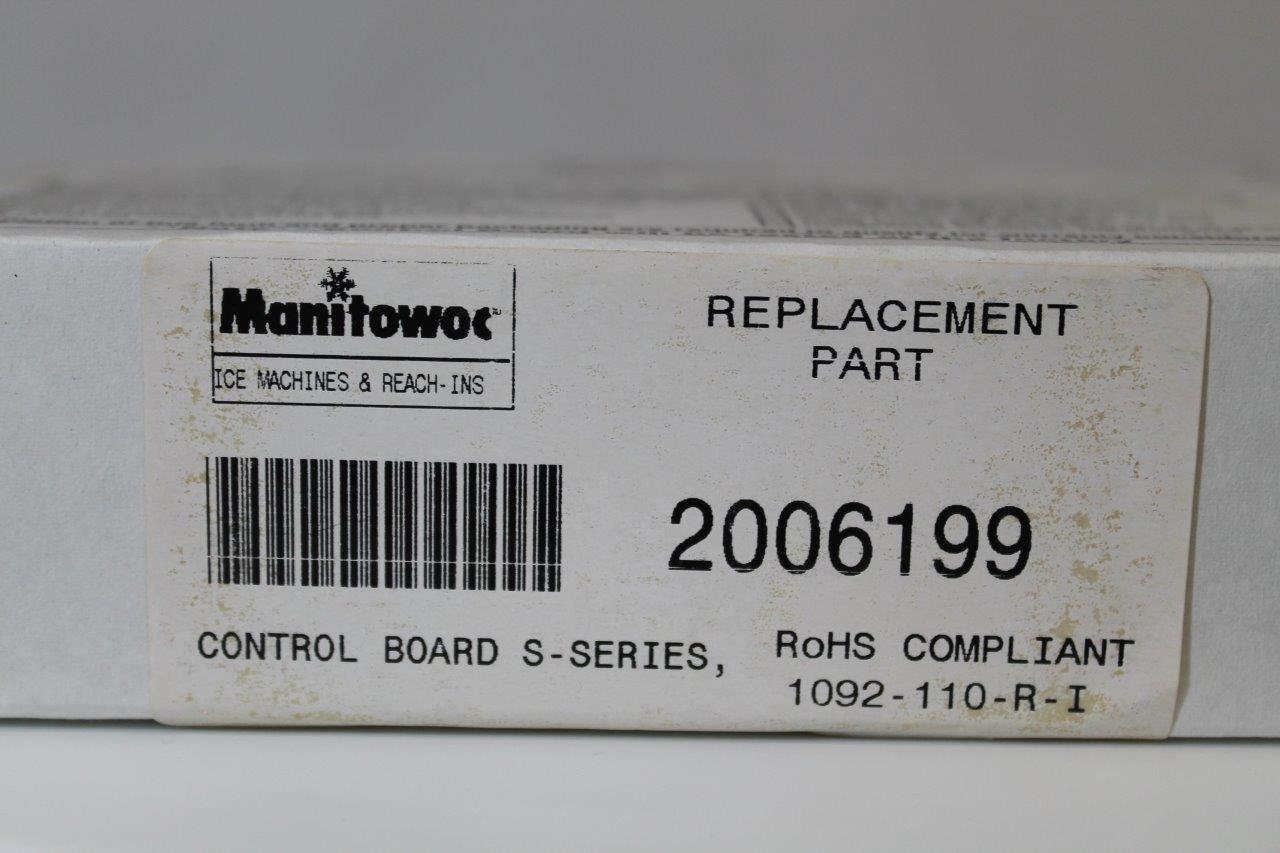 Manitowoc
ICE MACHINES & REACH-INS
REPLACEMENT
PART
2006199
CONTROL BOARD S-SERIES,
RoHS COMPLIANT
1092-110-R-I